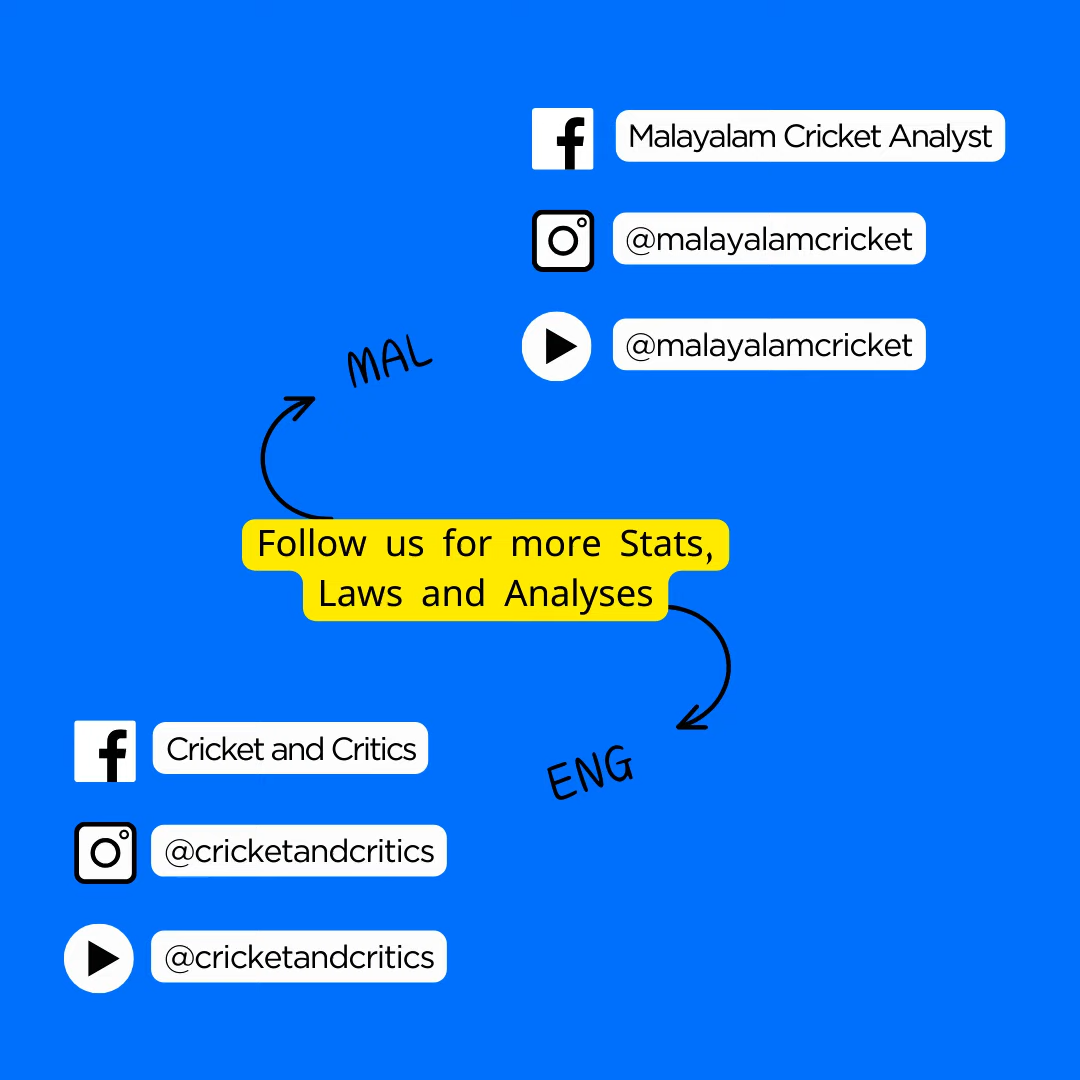 Malayalam Cricket Analyst
@malayalamcricket
@malayalamcricket
MAL
Follow us for more Stats,
Laws and Analyses
ENG
Cricket and Critics
@cricketandcritics
@cricketandcritics